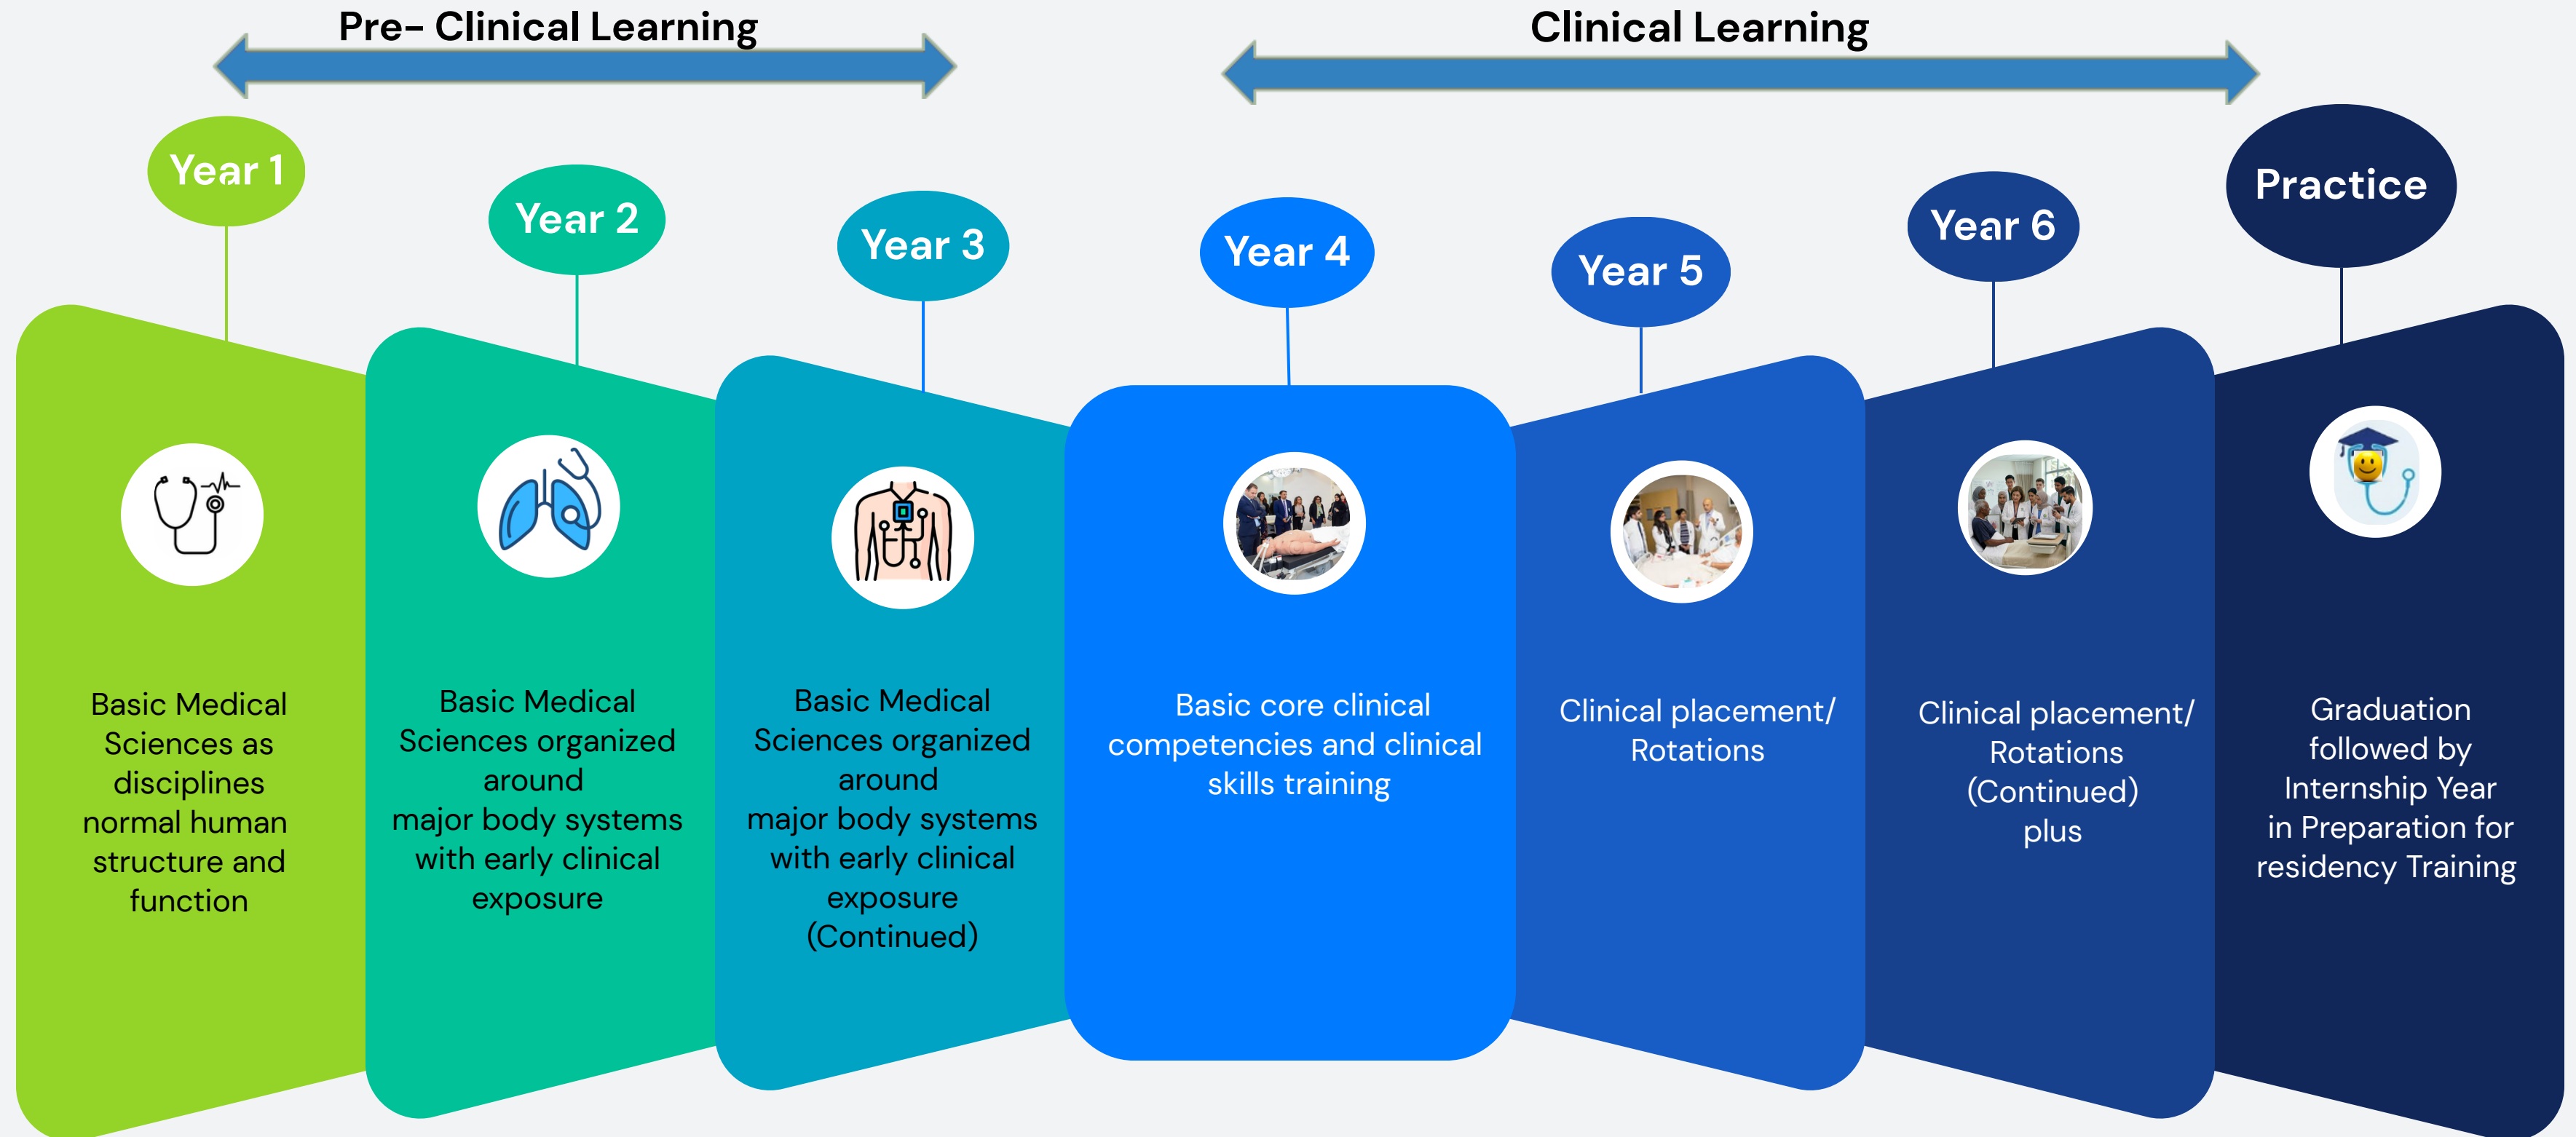 Pre- Clinical Learning
Clinical Learning
Year 1
Year 2
Year 3
Year 4
Year 5
Year 6
Practice
Basic Medical
Sciences as
disciplines
normal human
structure and
function
Basic Medical
Sciences organized
around
major body systems
with early clinical
exposure
Basic Medical
Sciences organized
around
major body systems
with early clinical
exposure
(Continued)
Basic core clinical
competencies and clinical
skills training
Clinical placement/
Rotations
Clinical placement/
Rotations
(Continued)
plus
Graduation
followed by
Internship Year
in Preparation for
residency Training